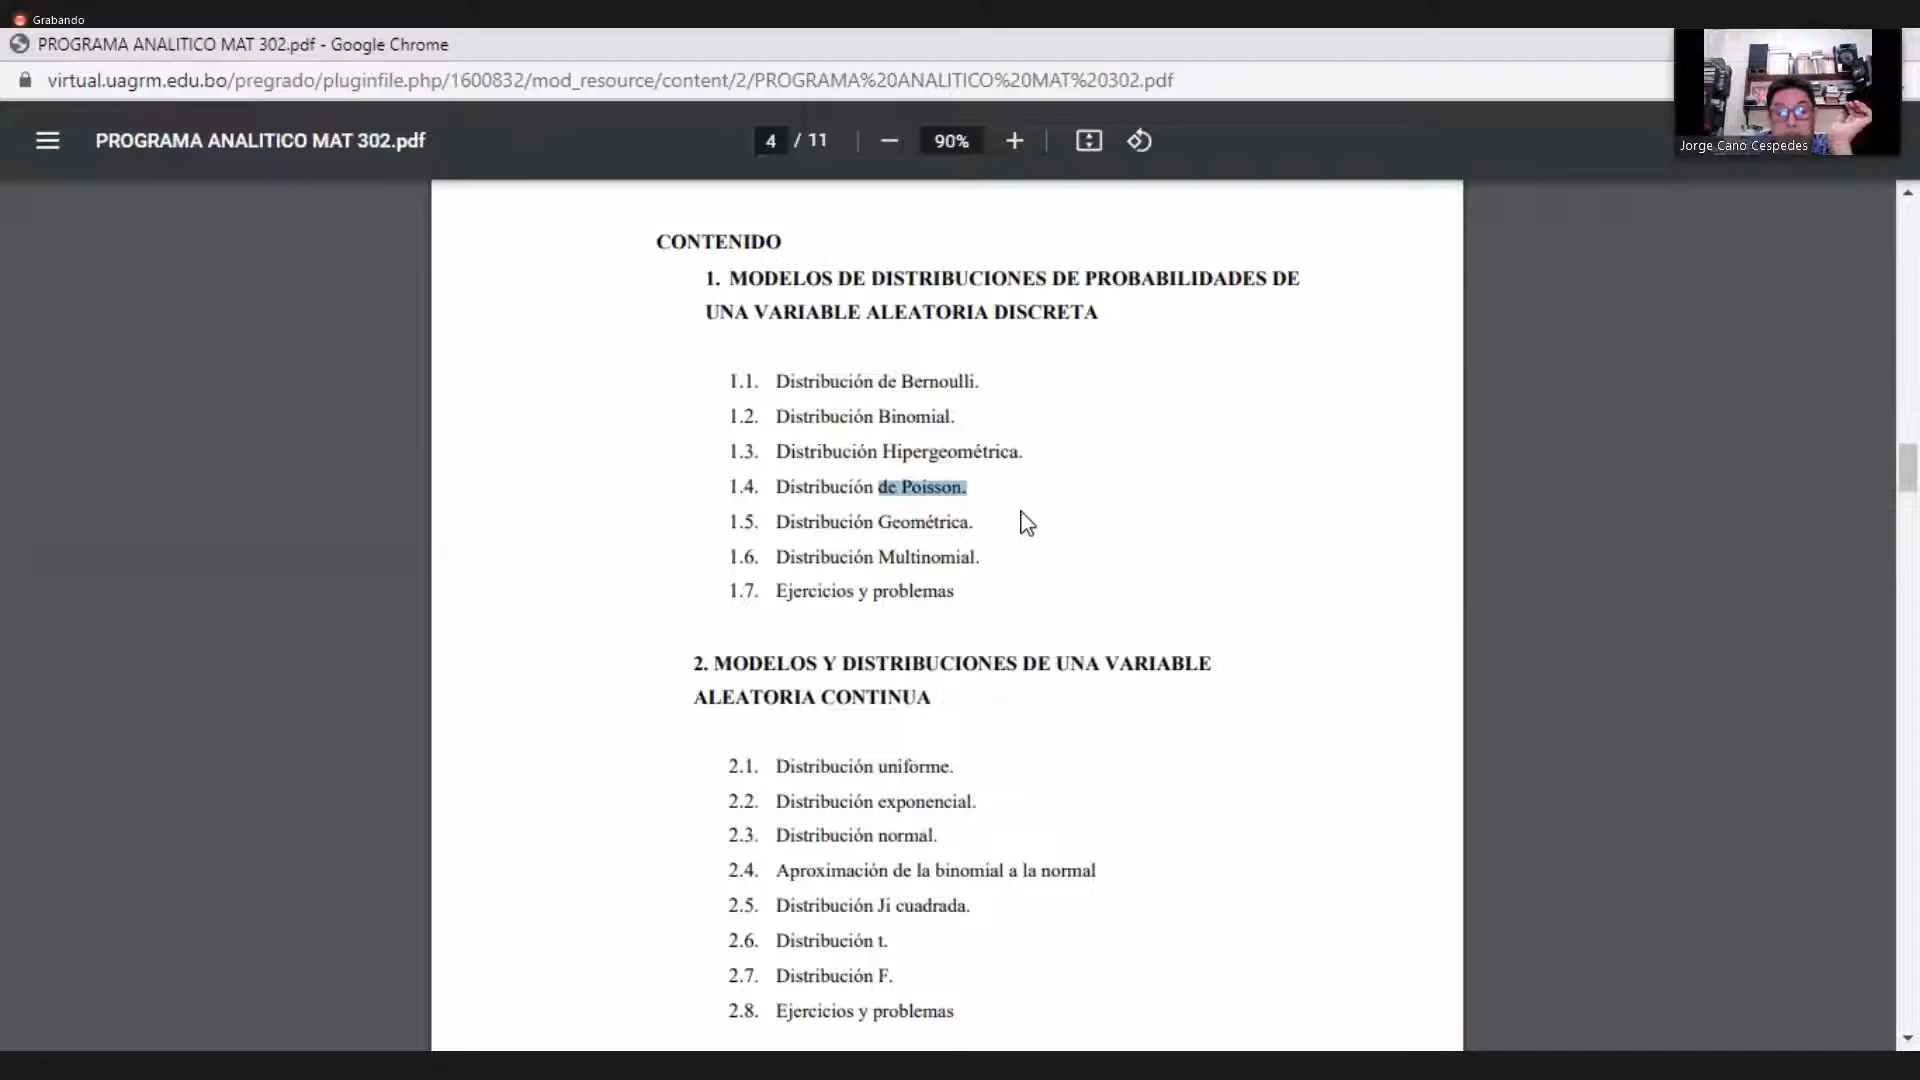 Grabando
PROGRAMA ANALITICO MAT 302.pdf - Google Chrome
virtual.uagrm.edu.bo/pregrado/pluginfile.php/1600832/mod_resource/content/2/PROGRAMA%20ANALITICO%20MAT%20302.pdf
PROGRAMA ANALITICO MAT 302.pdf
4 / 11
90%
Jorge Cano Cespedes
CONTENIDO
1. MODELOS DE DISTRIBUCIONES DE PROBABILIDADES DE
UNA VARIABLE ALEATORIA DISCRETA
1.1. Distribución de Bernoulli.
1.2. Distribución Binomial.
1.3. Distribución Hipergeométrica.
1.4. Distribución de Poisson.
1.5. Distribución Geométrica.
1.6. Distribución Multinomial.
1.7. Ejercicios y problemas
2. MODELOS Y DISTRIBUCIONES DE UNA VARIABLE
ALEATORIA CONTINUA
2.1. Distribución uniforme.
2.2. Distribución exponencial.
2.3. Distribución normal.
2.4. Aproximación de la binomial a la normal
2.5. Distribución Ji cuadrada.
2.6. Distribución t.
2.7. Distribución F.
2.8. Ejercicios y problemas